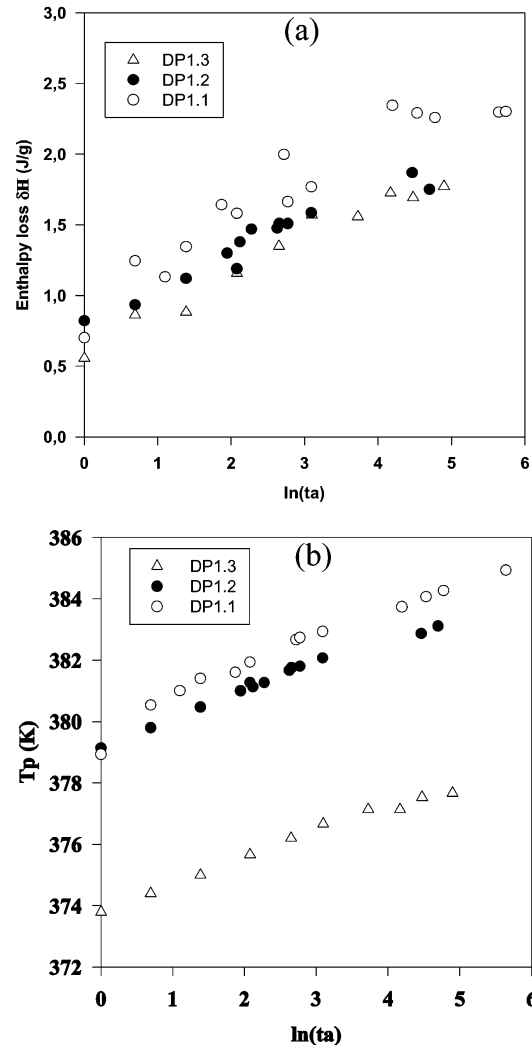 (a)
DP1.3
DP1.2
DP1.1
Enthalpy loss δH (J/g)
3,0
2,5
2,0
1,5
1,0
0,5
0,0
0 1 2 3 4 5 6
ln(ta)
(b)
DP1.3
DP1.2
DP1.1
Tp (K)
386
384
382
380
378
376
374
372
0 1 2 3 4 5 6
ln(ta)